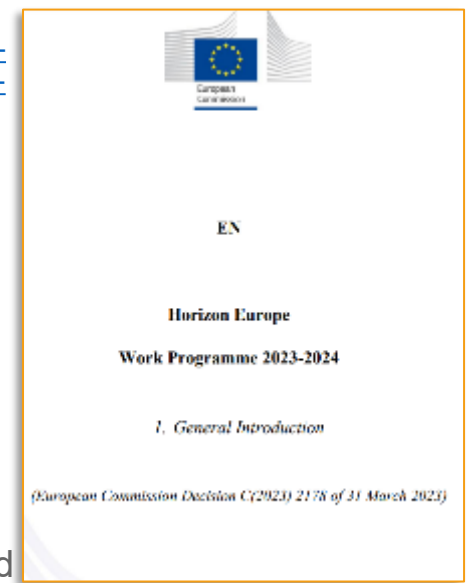 European
Commission
EN
Horizon Europe
Work Programme 2023-2024
1. General Introduction
(European Commission Decision C(2023) 2178 of 31 March 2023)
d